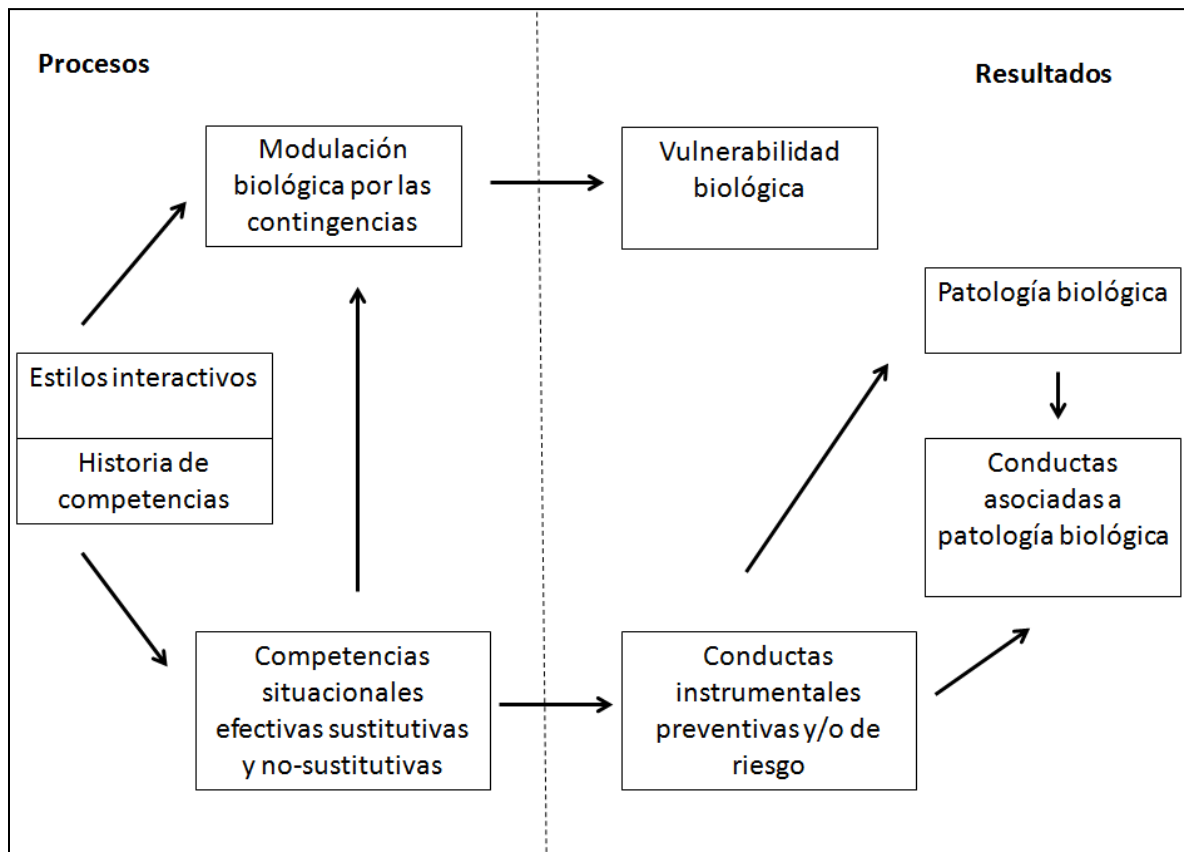 Procesos
Resultados
Modulación
biológica por las
contingencias
Vulnerabilidad
biológica
Patología biológica
Estilos interactivos
Historia de
competencias
Conductas
asociadas a
patología biológica
Competencias
situacionales
efectivas sustitutivas
y no-sustitutivas
Conductas
instrumentales
preventivas y/o de
riesgo